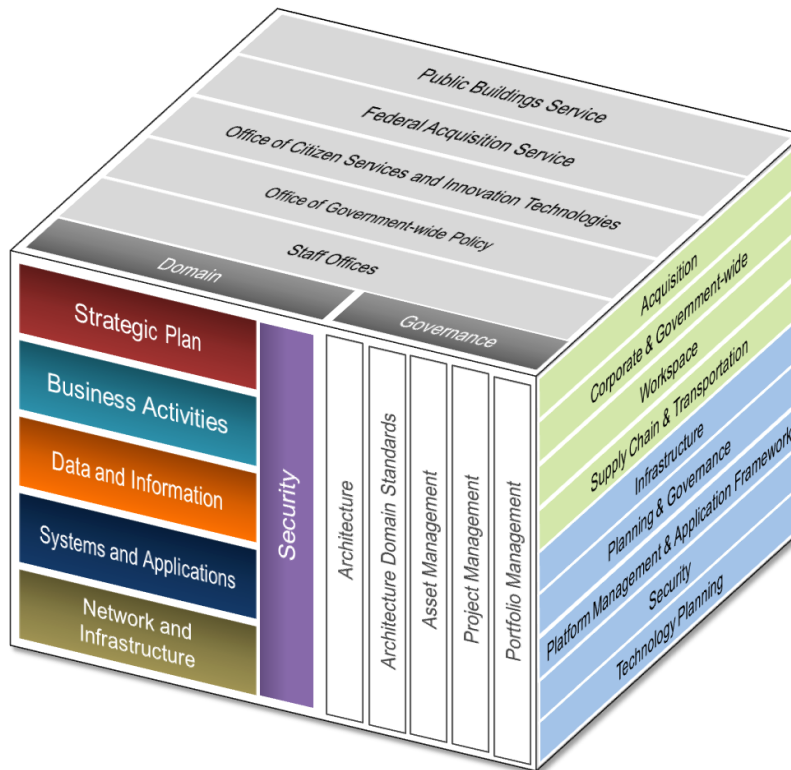 Public Buildings Service
Federal Acquisition Service
Office of Citizen Services and Innovation Technologies
Office of Government-wide Policy
Staff Offices
Domain
Governance
Strategic Plan
Business Activities
Data and Information
Systems and Applications
Network and
Infrastructure
Security
Architecture
Architecture Domain Standards
Asset Management
Project Management
Portfolio Management
Acquisition
Corporate & Government-wide
Workspace
Supply Chain & Transportation
Infrastructure
Planning & Governance
Platform Management & Application Framework
Security
Technology Planning